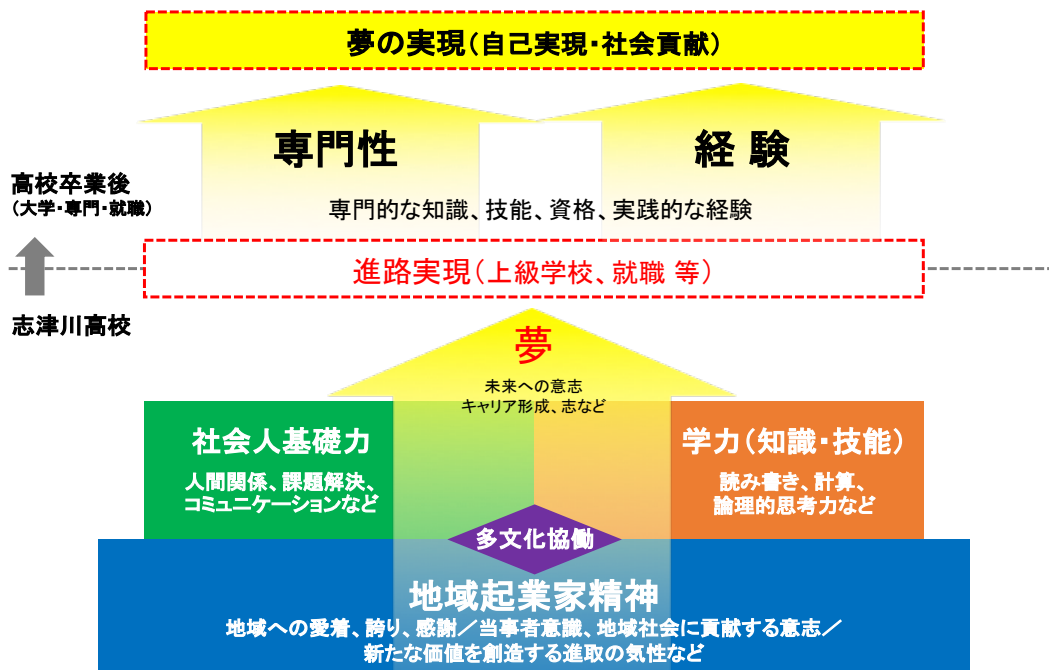 夢の実現(自己実現・社会貢献)
専門性
経 験
高校卒業後
(大学・専門・就職)
専門的な知識、技能、資格、実践的な経験
進路実現(上級学校、就職 等)
志津川高校
夢
未来への意志
キャリア形成、志など
社会人基礎力
人間関係、課題解決、
コミュニケーションなど
学力(知識・技能)
読み書き、計算、
論理的思考力など
多文化協働
地域起業家精神
地域への愛着、誇り、感謝/当事者意識、地域社会に貢献する意志/
新たな価値を創造する進取の気性など